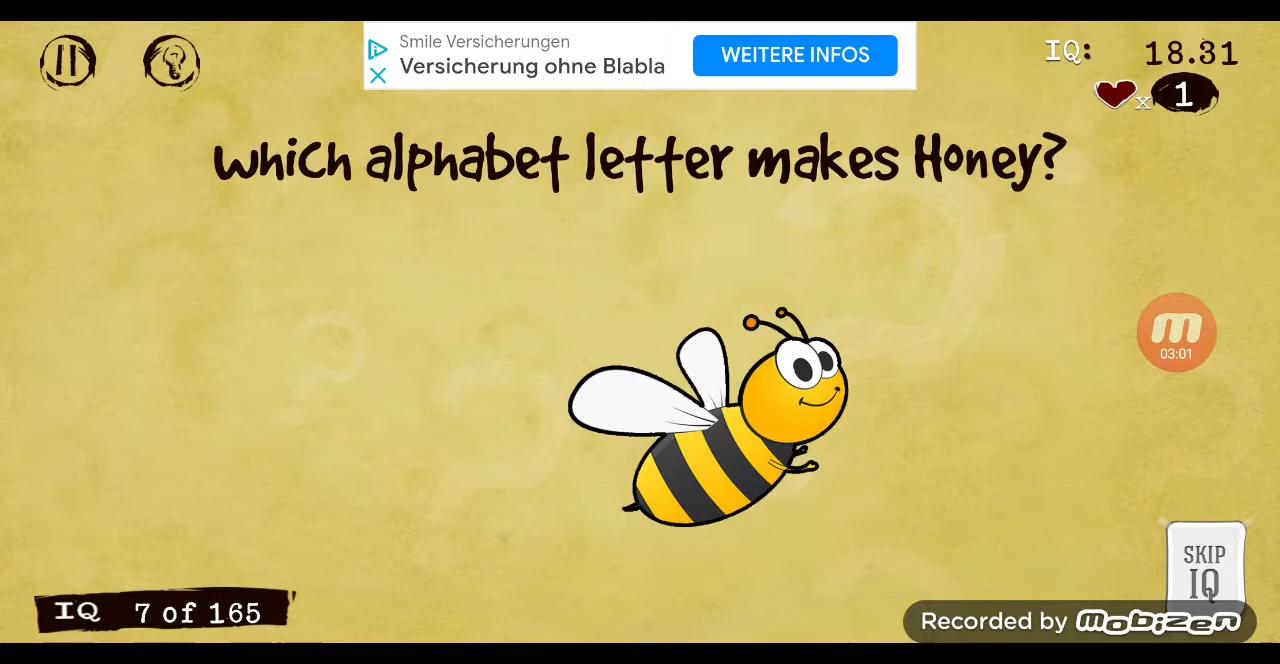 Smile Versicherungen
Versicherung ohne Blabla
WEITERE INFOS
IQ: 18.31
x 1
which alphabet letter makes Honey?
03:01
SKIP
IQ
IQ 7 of 165
Recorded by mobizen